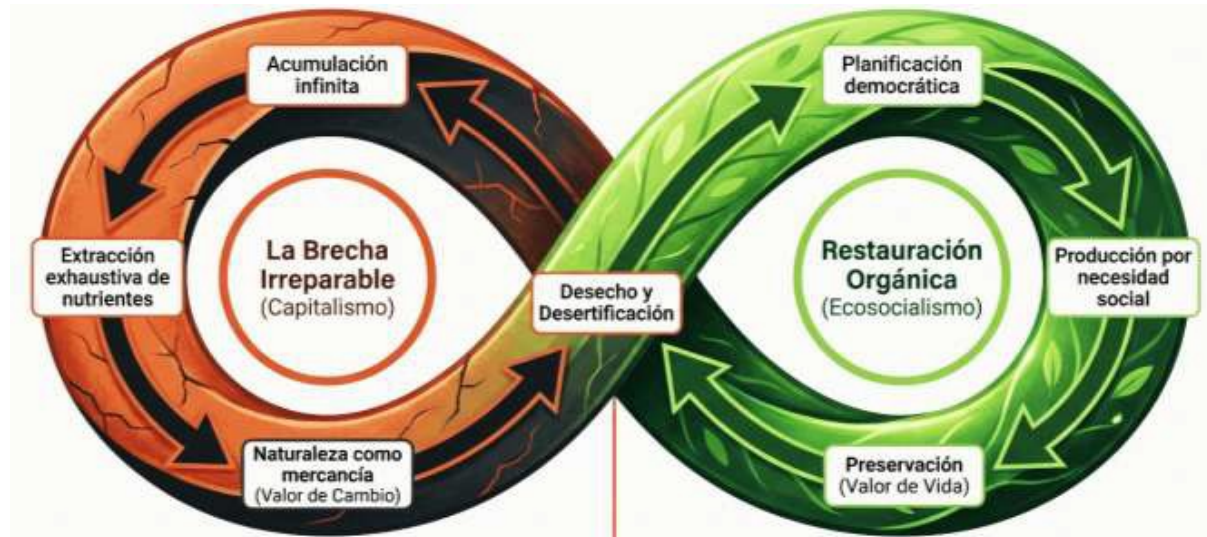 Acumulación
infinita
Planificación
democrática
Extracción
exhaustiva de
nutrientes
La Brecha
Irreparable
(Capitalismo)
Desecho y
Desertificación
Restauración
Orgánica
(Ecosocialismo)
Producción por
necesidad
social
Naturaleza como
mercancía
(Valor de Cambio)
Preservación
(Valor de Vida)